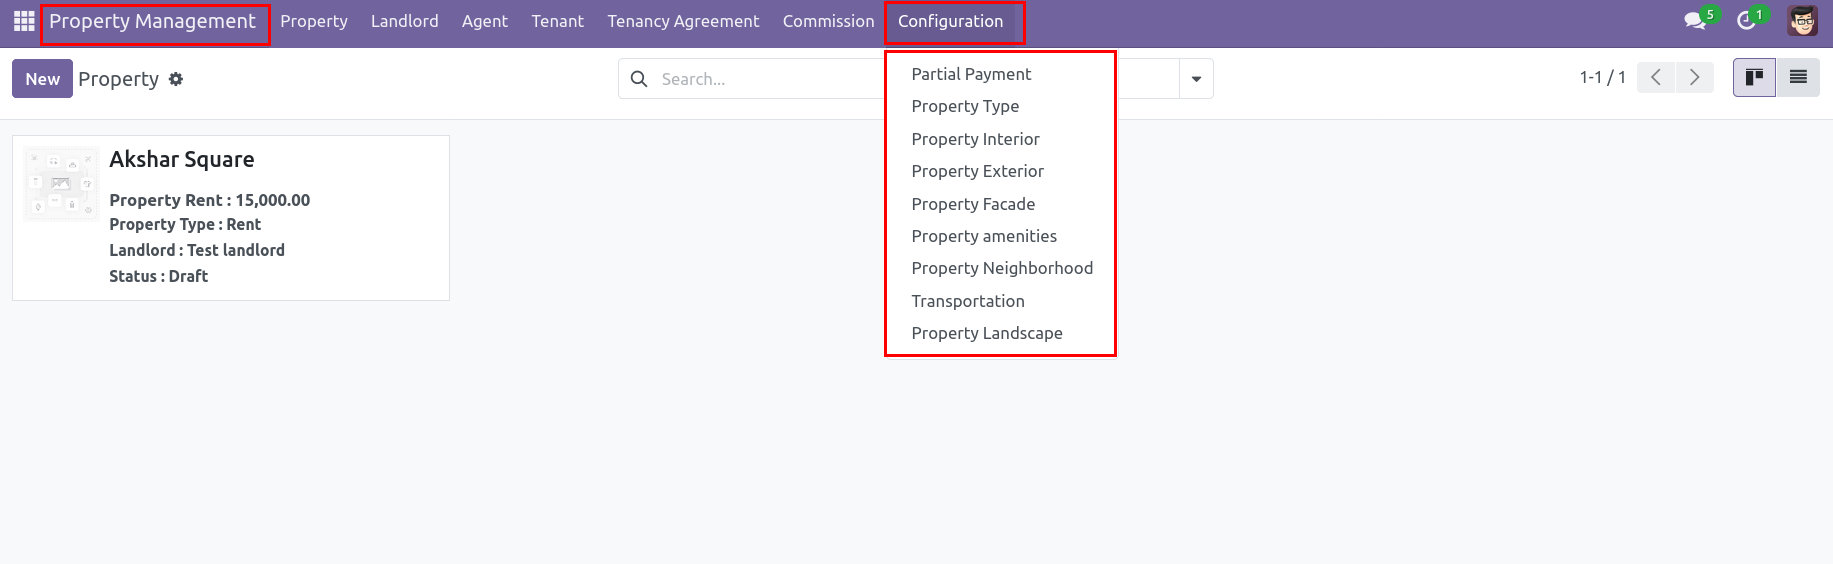 Property Management Property Landlord Agent Tenant Tenancy Agreement Commission Configuration 5 1
New Property Search... 1-1 / 1
Partial Payment
Property Type
Property Interior
Property Exterior
Property Facade
Property amenities
Property Neighborhood
Transportation
Property Landscape
Akshar Square
Property Rent : 15,000.00
Property Type : Rent
Landlord : Test landlord
Status : Draft